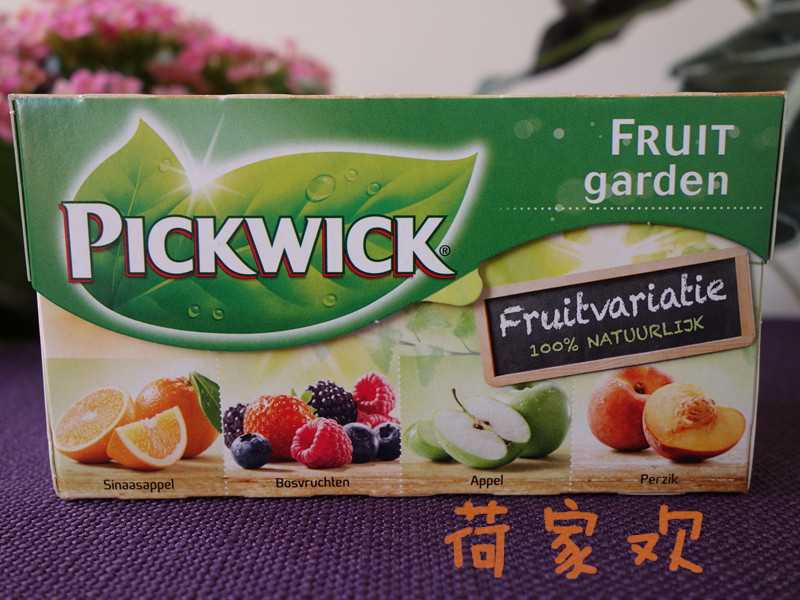 FRUIT
garden
PICKWICK®
Fruitvariatie
100% NATUURLIJK
Sinaasappel
Bosvruchten
Appel
Perzik
荷家欢